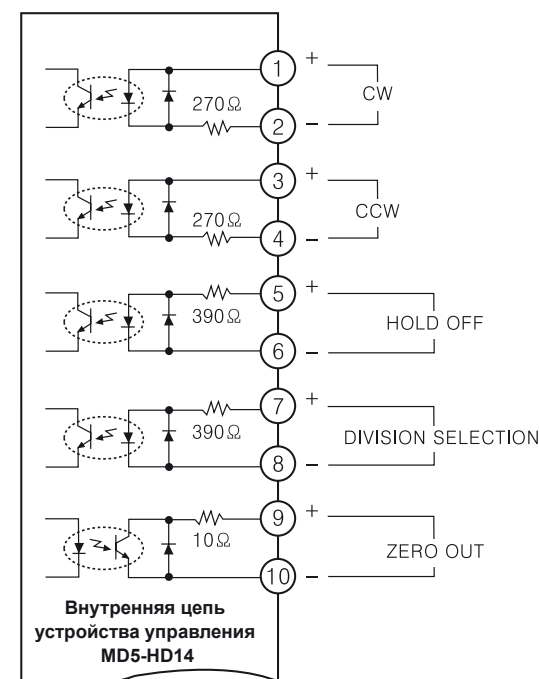 1 +
CW
270Ω
2 −
3 +
CCW
270Ω
4 −
5 +
390Ω
HOLD OFF
6 −
7 +
390Ω
DIVISION SELECTION
8 −
9 +
10Ω
ZERO OUT
10 −
Внутренняя цепь
устройства управления
MD5-HD14